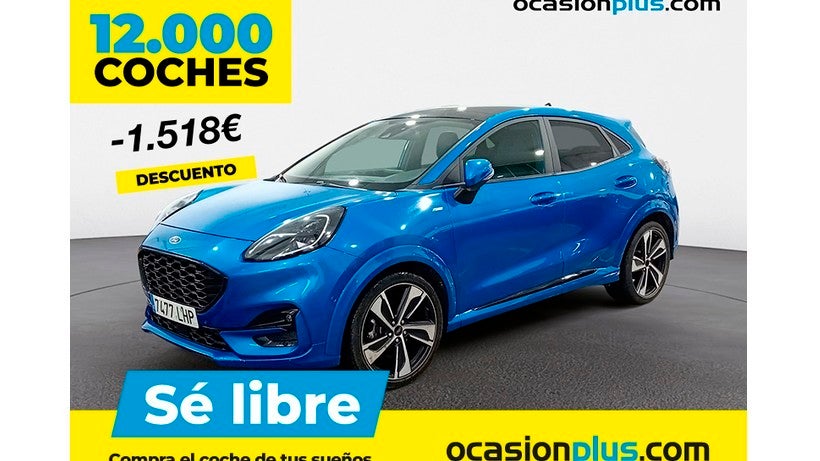 ocasionplus.com
12.000
COCHES
-1.518€
DESCUENTO
Ford
7477 LHP
Sé libre
Compra el coche de tus sueños
ocasionplus.com